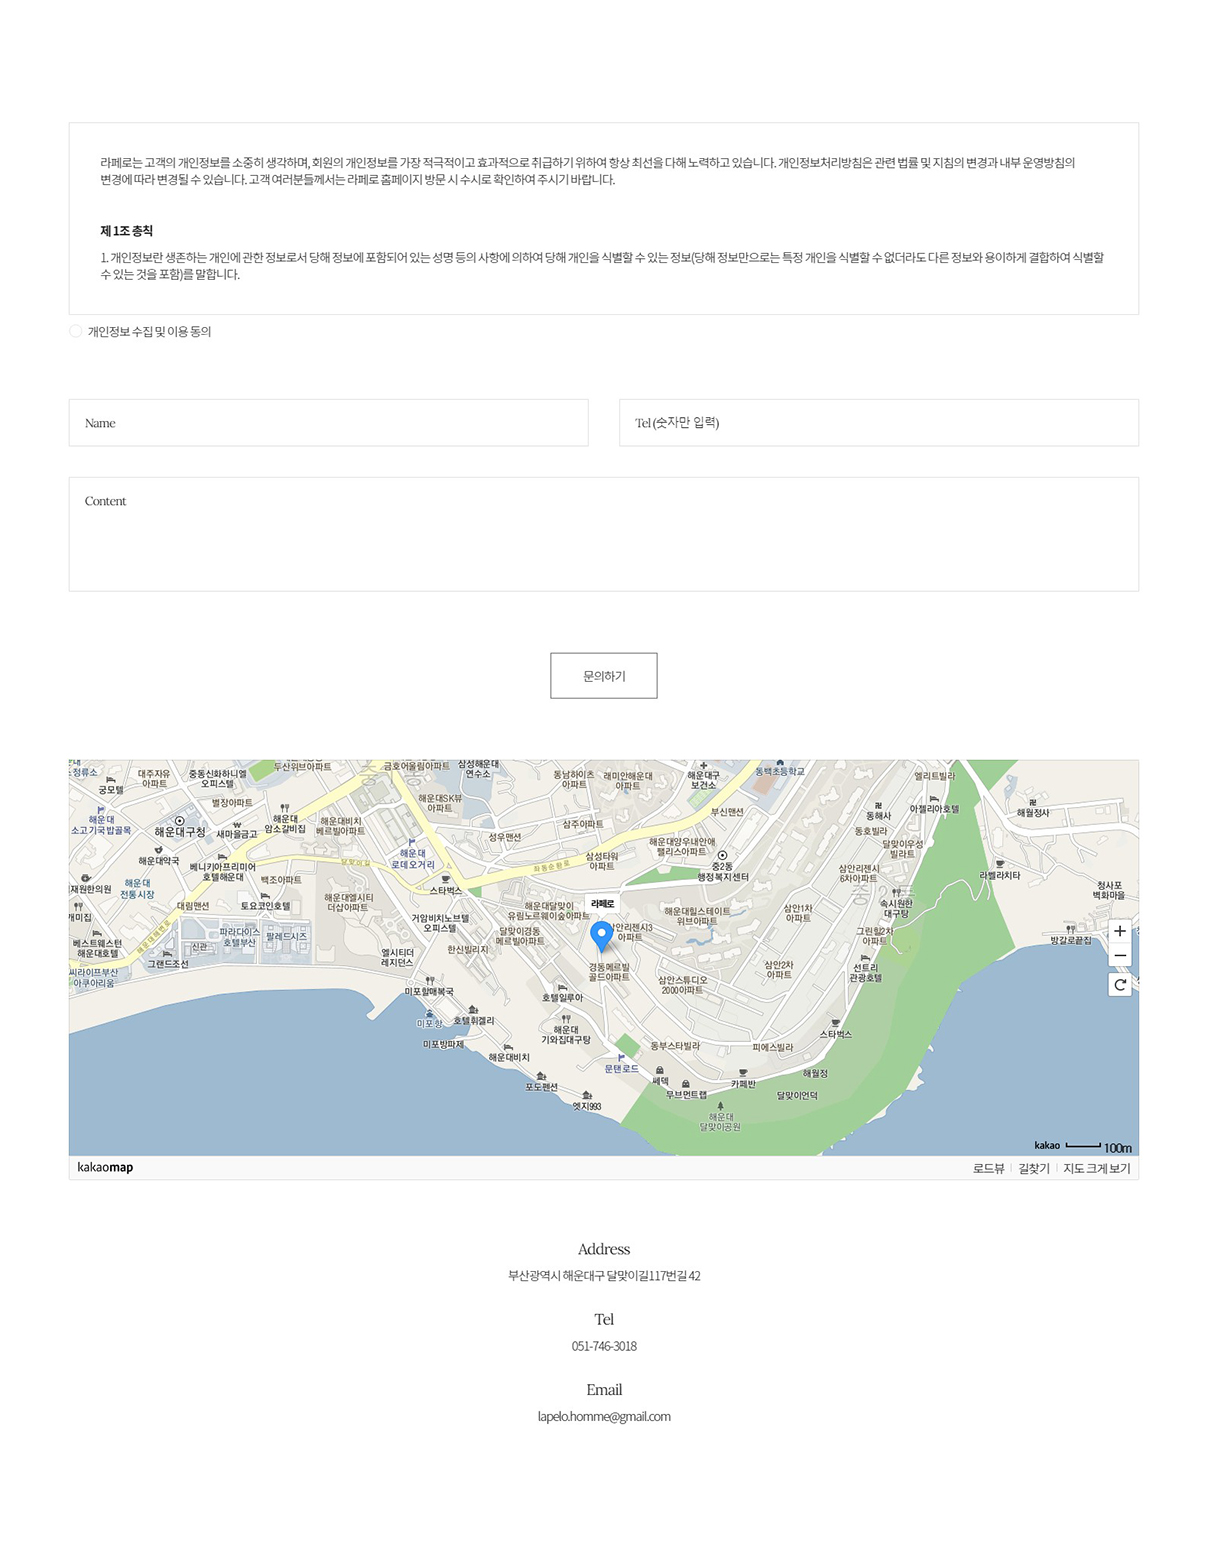 라페로는 고객의 개인정보를 소중히 생각하며, 회원의 개인정보를 가장 적극적이고 효과적으로 취급하기 위하여 항상 최선을 다해 노력하고 있습니다. 개인정보처리방침은 관련 법률 및 지침의 변경과 내부 운영방침의
변경에 따라 변경될 수 있습니다. 고객 여러분들께서는 라페로 홈페이지 방문 시 수시로 확인하여 주시기 바랍니다.
제 1조 총칙
1. 개인정보란 생존하는 개인에 관한 정보로서 당해 정보에 포함되어 있는 성명 등의 사항에 의하여 당해 개인을 식별할 수 있는 정보(당해 정보만으로는 특정 개인을 식별할 수 없더라도 다른 정보와 용이하게 결합하여 식별할
수 있는 것을 포함)를 말합니다.
개인정보 수집 및 이용 동의
Name
Tel (숫자만 입력)
Content
문의하기
정류소
궁모텔
대주자유
아파트
중동신화하니엘
오피스텔
두산위브아파트
금호어울림아파트
삼성해운대
연수소
동남하이츠
아파트
래미안해운대
아파트
해운대구
보건소
동백초등학교
엘리트빌라
별장아파트
해운대SK뷰
아파트
부신맨션
동해사
아젤리아호텔
해월정사
해운대
소고기국밥골목
해운대구청
새마을금고
해운대
암소갈비집
해운대비치
베르빌아파트
성우맨션
삼주아파트
동호빌라
해운대양우내안애
팰리스아파트
달맞이우성
빌라트
해운대약국
베니키아프리미어
호텔해운대
달맞이길
해운대
로데오거리
좌동순환로
삼성타워
아파트
중2동
행정복지센터
삼안리젠시
6차아파트
중2동
라벨라치타
재원한의원
해운대
전통시장
백조아파트
스타벅스
청사포
벽화마을
개미집
대림맨션
토요코인호텔
해운대엘시티
더샵아파트
거암비치노브텔
오피스텔
해운대달맞이
유림노르웨이숲아파트
라페로
해운대힐스테이트
위브아파트
삼안1차
아파트
속시원한
대구탕
베스트웨스턴
해운대호텔
해운대해변로
신관
파라다이스
호텔부산
팔레드시즈
달맞이경동
메르빌아파트
삼안리젠시3
아파트
그린힐2차
아파트
방갈로끝집
그랜드조선
엘시티더
레지던스
한신빌리지
경동메르빌
골드아파트
삼안2차
아파트
선트리
관광호텔
씨라이프부산
아쿠아리움
미포할매복국
호텔일루아
삼안스튜디오
2000아파트
미포항
호텔휘겔리
해운대
기와집대구탕
스타벅스
미포방파제
해운대비치
동부스타빌라
피에스빌라
문탠로드
쎄덱
카페반
해월정
포도펜션
무브먼트랩
달맞이언덕
엣지993
해운대
달맞이공원
kakao
100m
kakaomap
로드뷰
길찾기
지도 크게 보기
Address
부산광역시 해운대구 달맞이길117번길 42
Tel
051-746-3018
Email
lapelo.homme@gmail.com